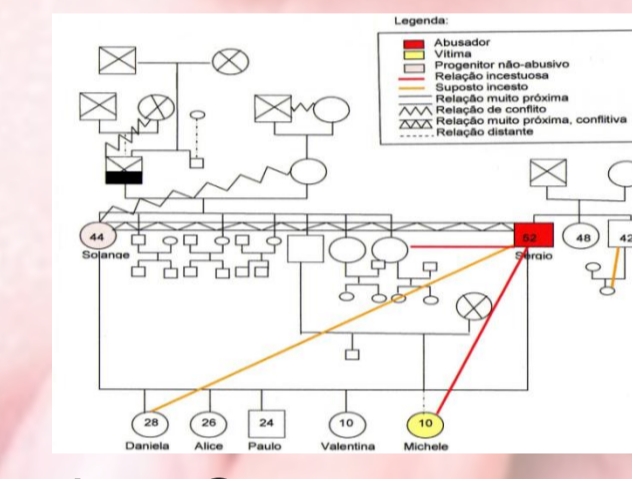 Legenda:
Abusador
Vítima
Progenitor não-abusivo
Relação incestuosa
Suposto incesto
Relação muito próxima
Relação de conflito
Relação muito próxima, conflitiva
Relação distante
44
52
48
42
Solange
Sérgio
28
26
24
10
10
Daniela
Alice
Paulo
Valentina
Michele